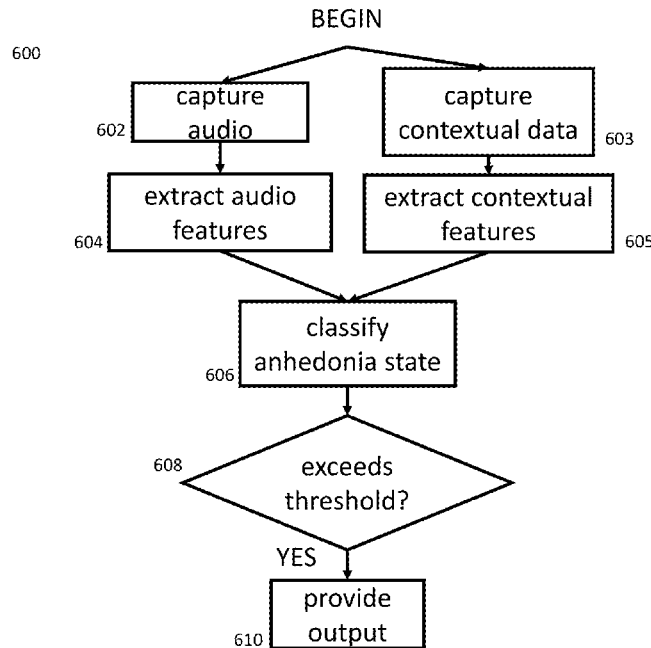 BEGIN
600
capture
audio
602
capture
contextual data
603
extract audio
features
604
extract contextual
features
605
classify
anhedonia state
606
608
exceeds
threshold?
YES
provide
output
610